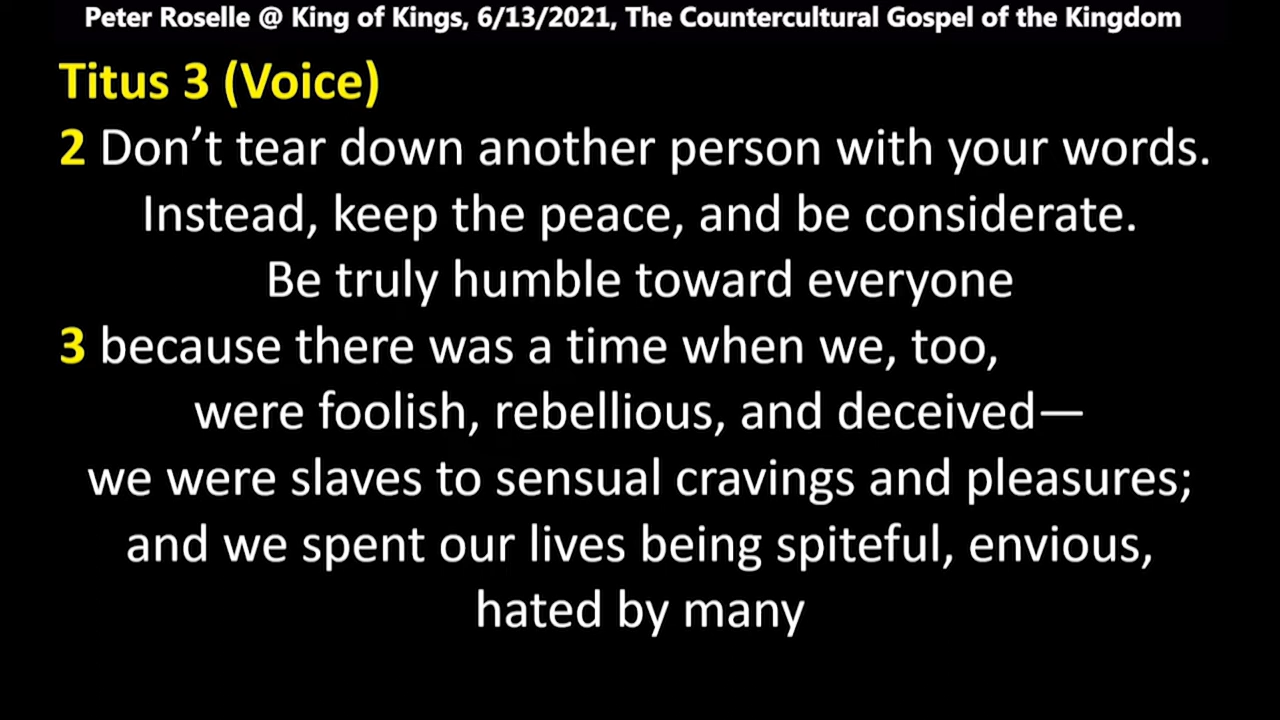 Peter Roselle @ King of Kings, 6/13/2021, The Countercultural Gospel of the Kingdom
Titus 3 (Voice)
2 Don’t tear down another person with your words.
Instead, keep the peace, and be considerate.
Be truly humble toward everyone
3 because there was a time when we, too,
were foolish, rebellious, and deceived—
we were slaves to sensual cravings and pleasures;
and we spent our lives being spiteful, envious,
hated by many